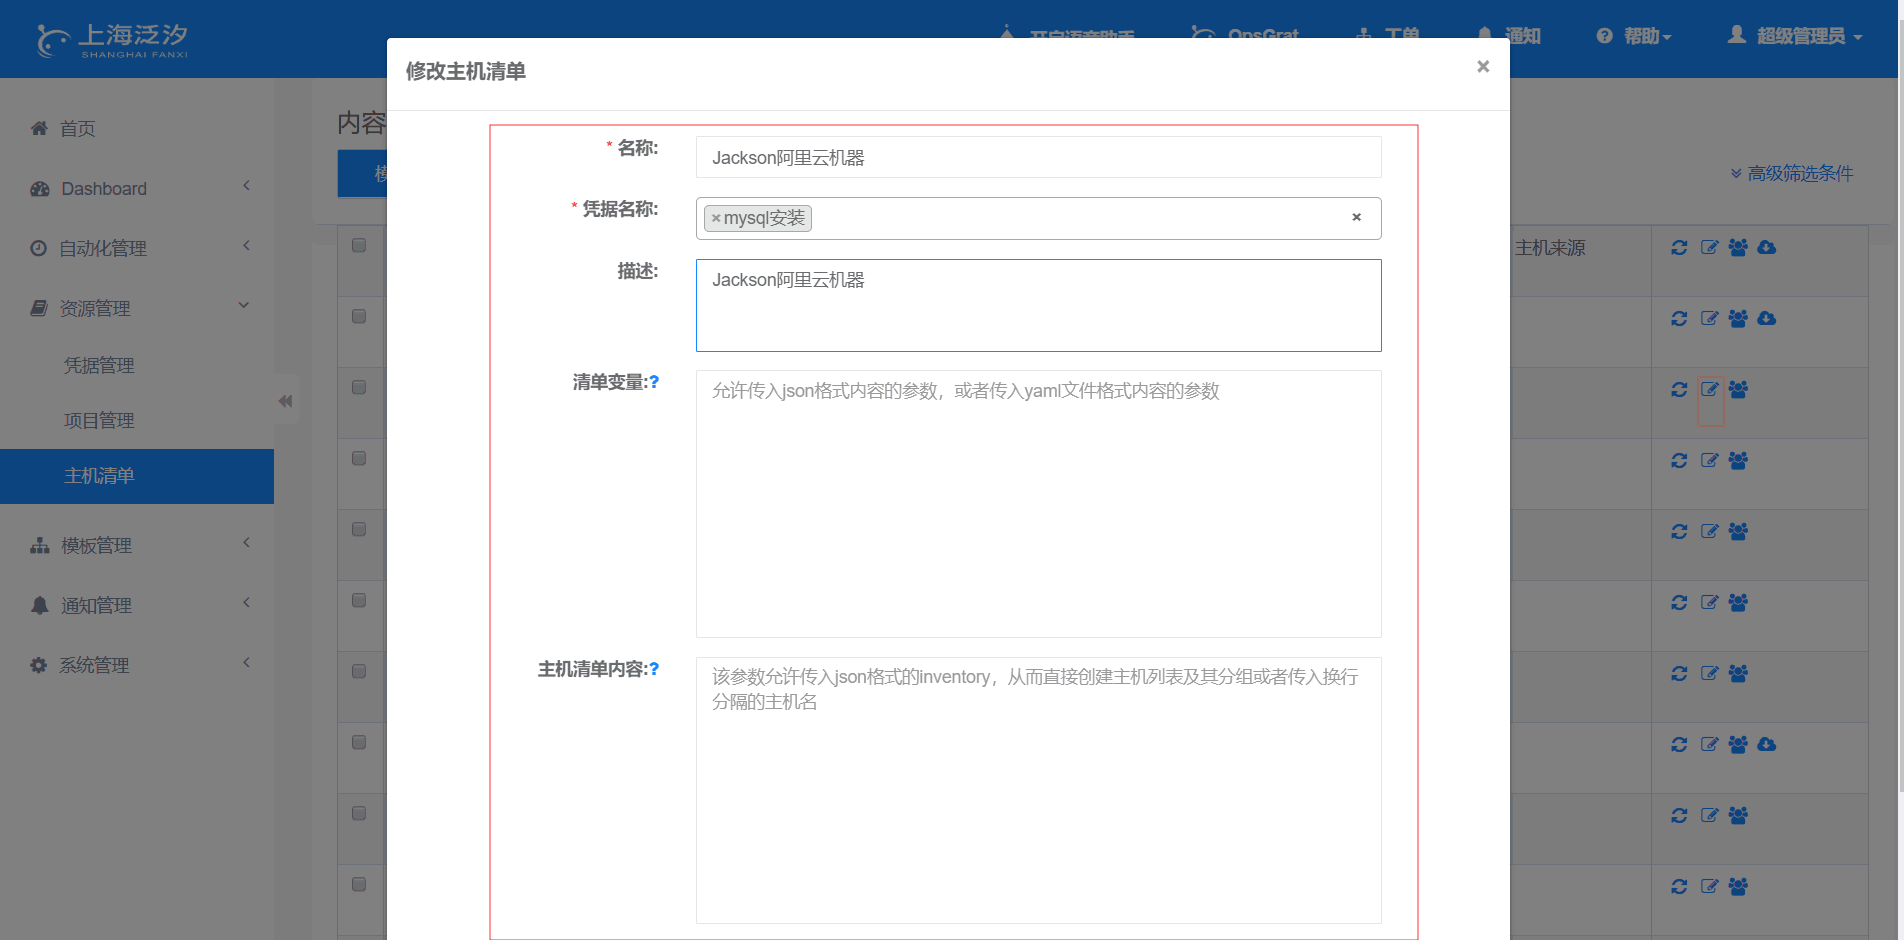 上海泛汐
SHANGHAI FANXI
开启语音助手
OpsGrat
工单
通知
帮助
超级管理员
修改主机清单
×
首页
Dashboard
自动化管理
资源管理
凭据管理
项目管理
主机清单
模板管理
通知管理
系统管理
内容
高级筛选条件
主机来源
* 名称:
Jackson阿里云机器
* 凭据名称:
×mysql安装
×
描述:
Jackson阿里云机器
清单变量:?
允许传入json格式内容的参数，或者传入yaml文件格式内容的参数
主机清单内容:?
该参数允许传入json格式的inventory，从而直接创建主机列表及其分组或者传入换行
分隔的主机名